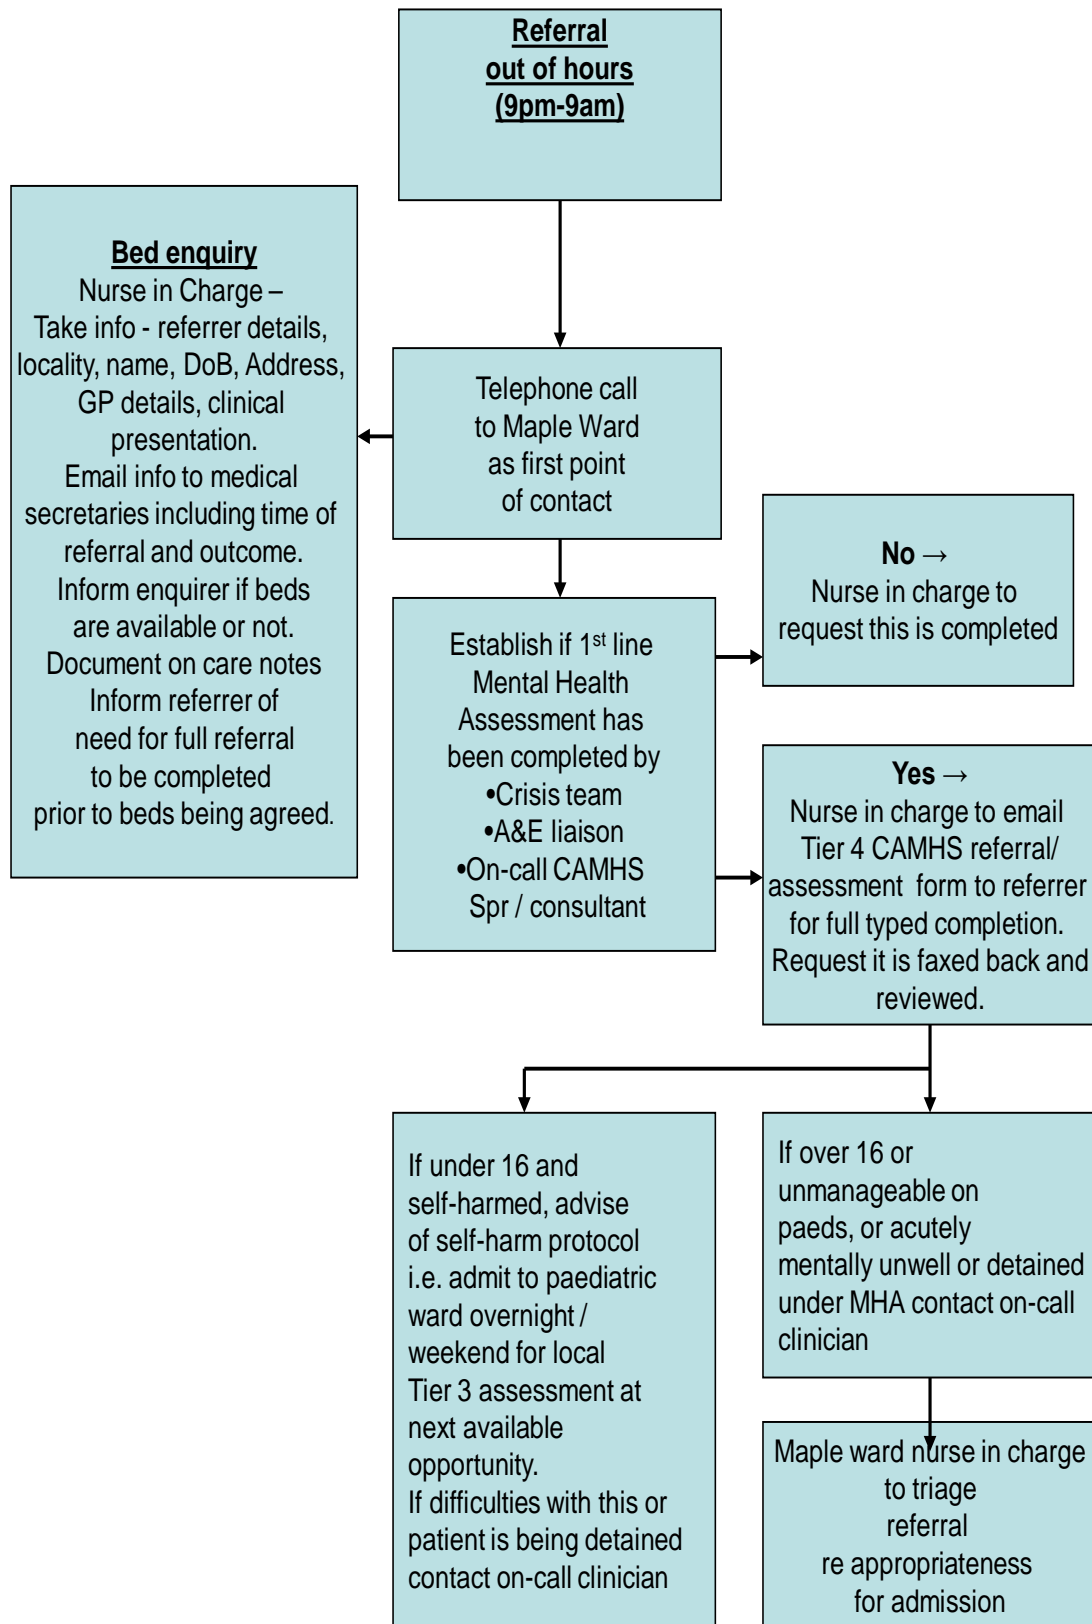 Referral
out of hours
(9pm-9am)
Bed enquiry
Nurse in Charge –
Take info - referrer details,
locality, name, DoB, Address,
GP details, clinical
presentation.
Email info to medical
secretaries including time of
referral and outcome.
Inform enquirer if beds
are available or not.
Document on care notes
Inform referrer of
need for full referral
to be completed
prior to beds being agreed.
Telephone call
to Maple Ward
as first point
of contact
Establish if 1st line
Mental Health
Assessment has
been completed by
•Crisis team
•A&E liaison
•On-call CAMHS
Spr / consultant
No →
Nurse in charge to
request this is completed
Yes →
Nurse in charge to email
Tier 4 CAMHS referral/
assessment form to referrer
for full typed completion.
Request it is faxed back and
reviewed.
If under 16 and
self-harmed, advise
of self-harm protocol
i.e. admit to paediatric
ward overnight /
weekend for local
Tier 3 assessment at
next available
opportunity.
If difficulties with this or
patient is being detained
contact on-call clinician
If over 16 or
unmanageable on
paeds, or acutely
mentally unwell or detained
under MHA contact on-call
clinician
Maple ward nurse in charge
to triage
referral
re appropriateness
for admission